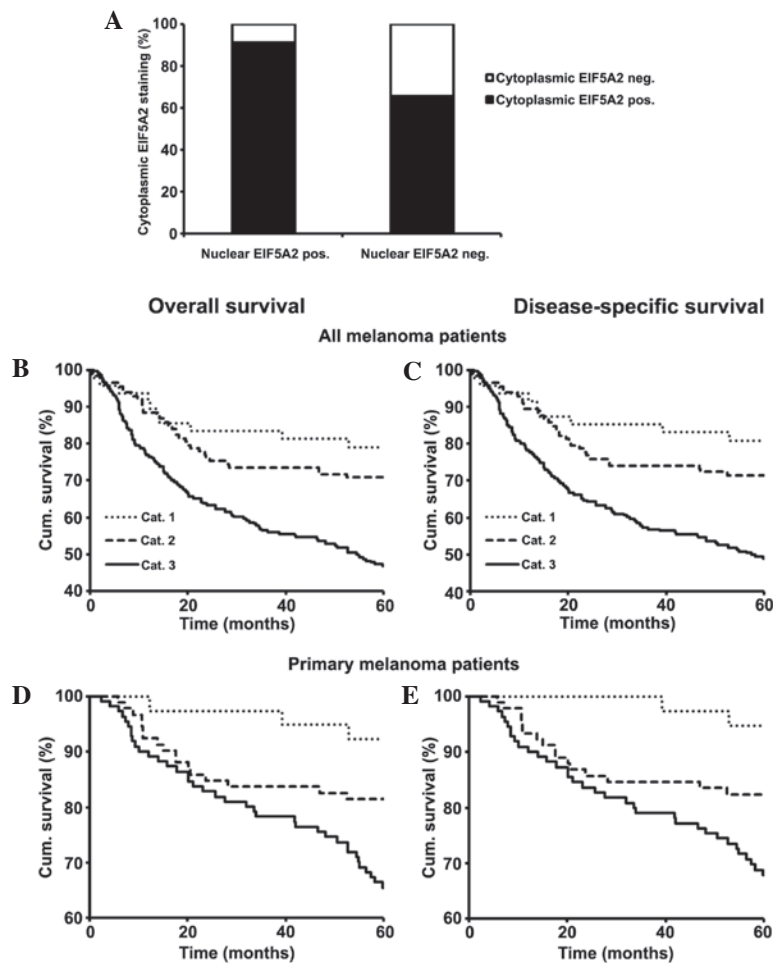 A
Cytoplasmic EIF5A2 staining (%)
100
80
60
40
20
0
Nuclear EIF5A2 pos.
Nuclear EIF5A2 neg.
Cytoplasmic EIF5A2 neg.
Cytoplasmic EIF5A2 pos.
Overall survival
Disease-specific survival
All melanoma patients
B
Cum. survival (%)
100
90
80
70
60
50
40
Cat. 1
Cat. 2
Cat. 3
0
20
40
60
Time (months)
C
Cum. survival (%)
100
90
80
70
60
50
40
Cat. 1
Cat. 2
Cat. 3
0
20
40
60
Time (months)
Primary melanoma patients
D
Cum. survival (%)
100
90
80
70
60
0
20
40
60
Time (months)
E
Cum. survival (%)
100
90
80
70
60
0
20
40
60
Time (months)